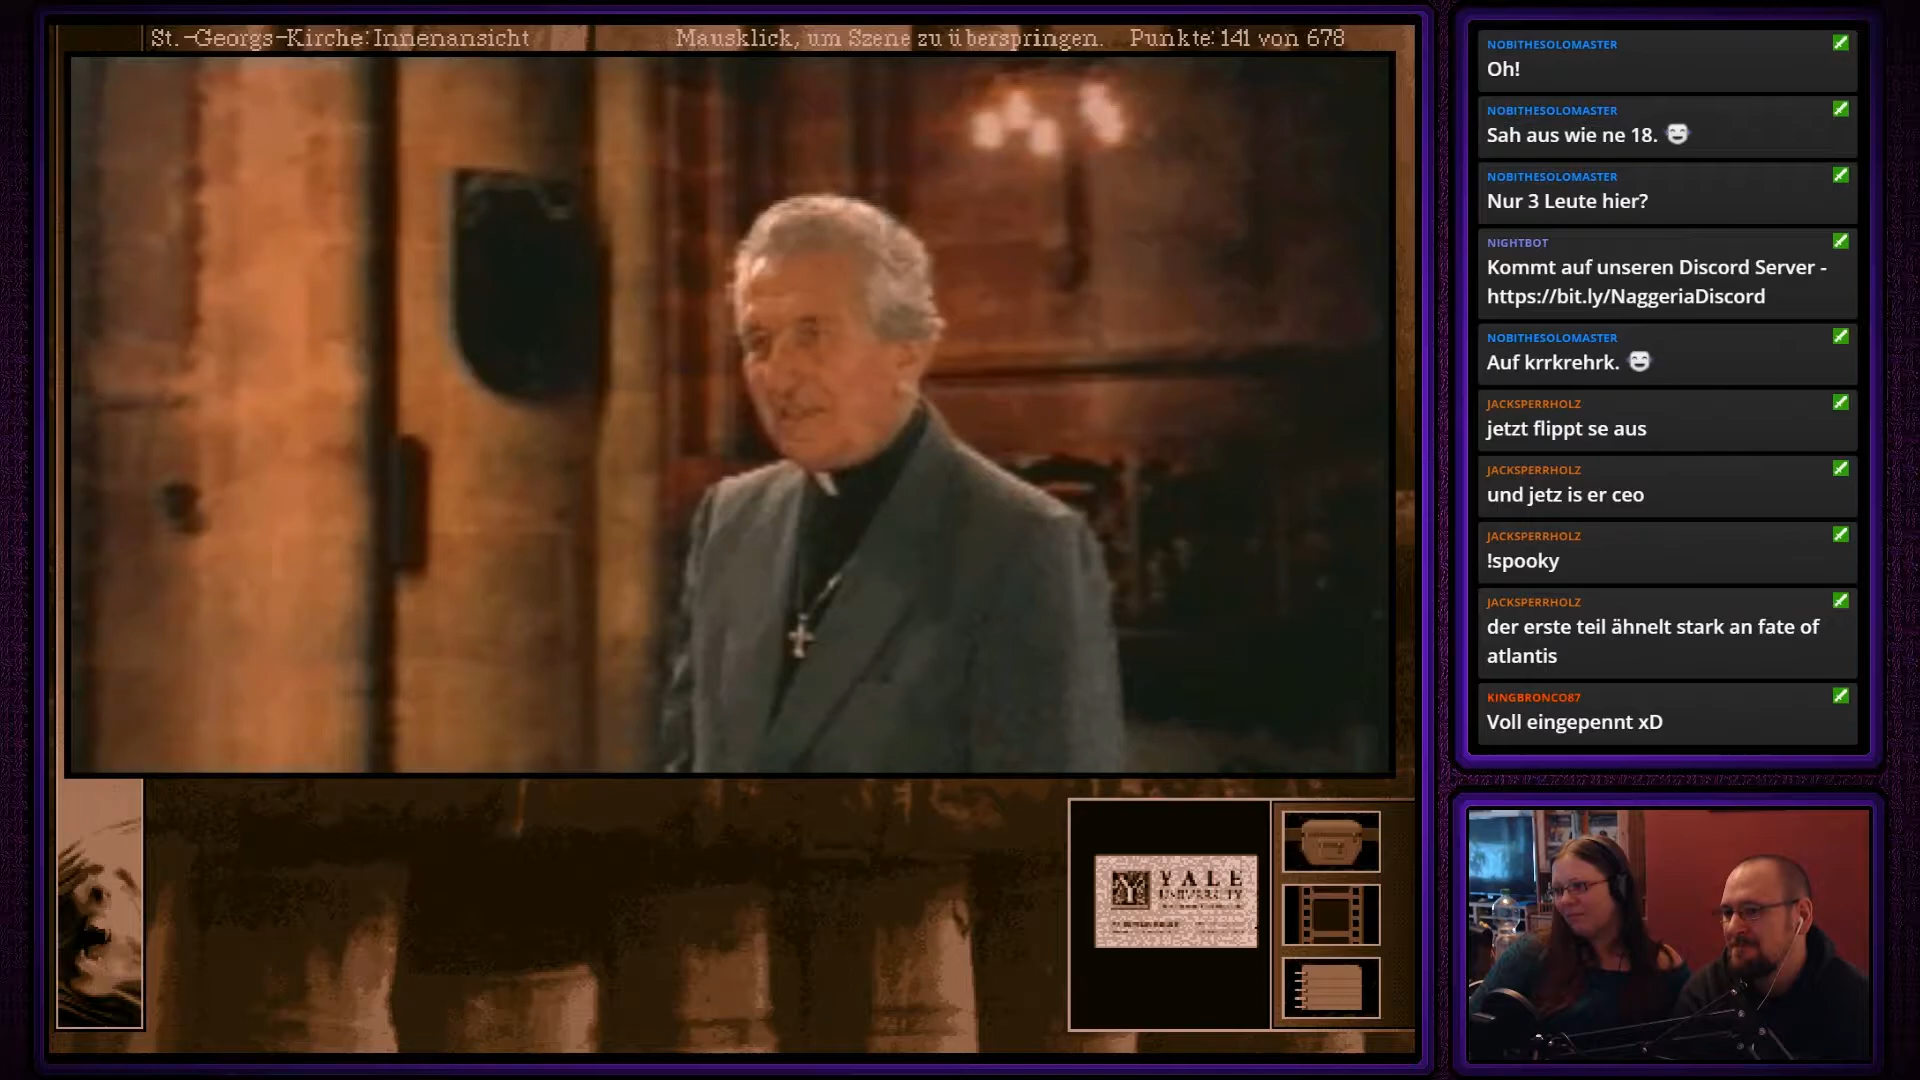 St.-Georgs-Kirche: Innenansicht
Mausklick, um Szene zu überspringen.
Punkte: 141 von 678
YALE
UNIVERSITY
NOBITHESOLOMASTER
Oh!
NOBITHESOLOMASTER
Sah aus wie ne 18.
NOBITHESOLOMASTER
Nur 3 Leute hier?
NIGHTBOT
Kommt auf unseren Discord Server -
https://bit.ly/NaggeriaDiscord
NOBITHESOLOMASTER
Auf krrkrehrk.
JACKSPERRHOLZ
jetzt flippt se aus
JACKSPERRHOLZ
und jetz is er ceo
JACKSPERRHOLZ
!spooky
JACKSPERRHOLZ
der erste teil ähnelt stark an fate of
atlantis
KINGBRONCO87
Voll eingepennt xD